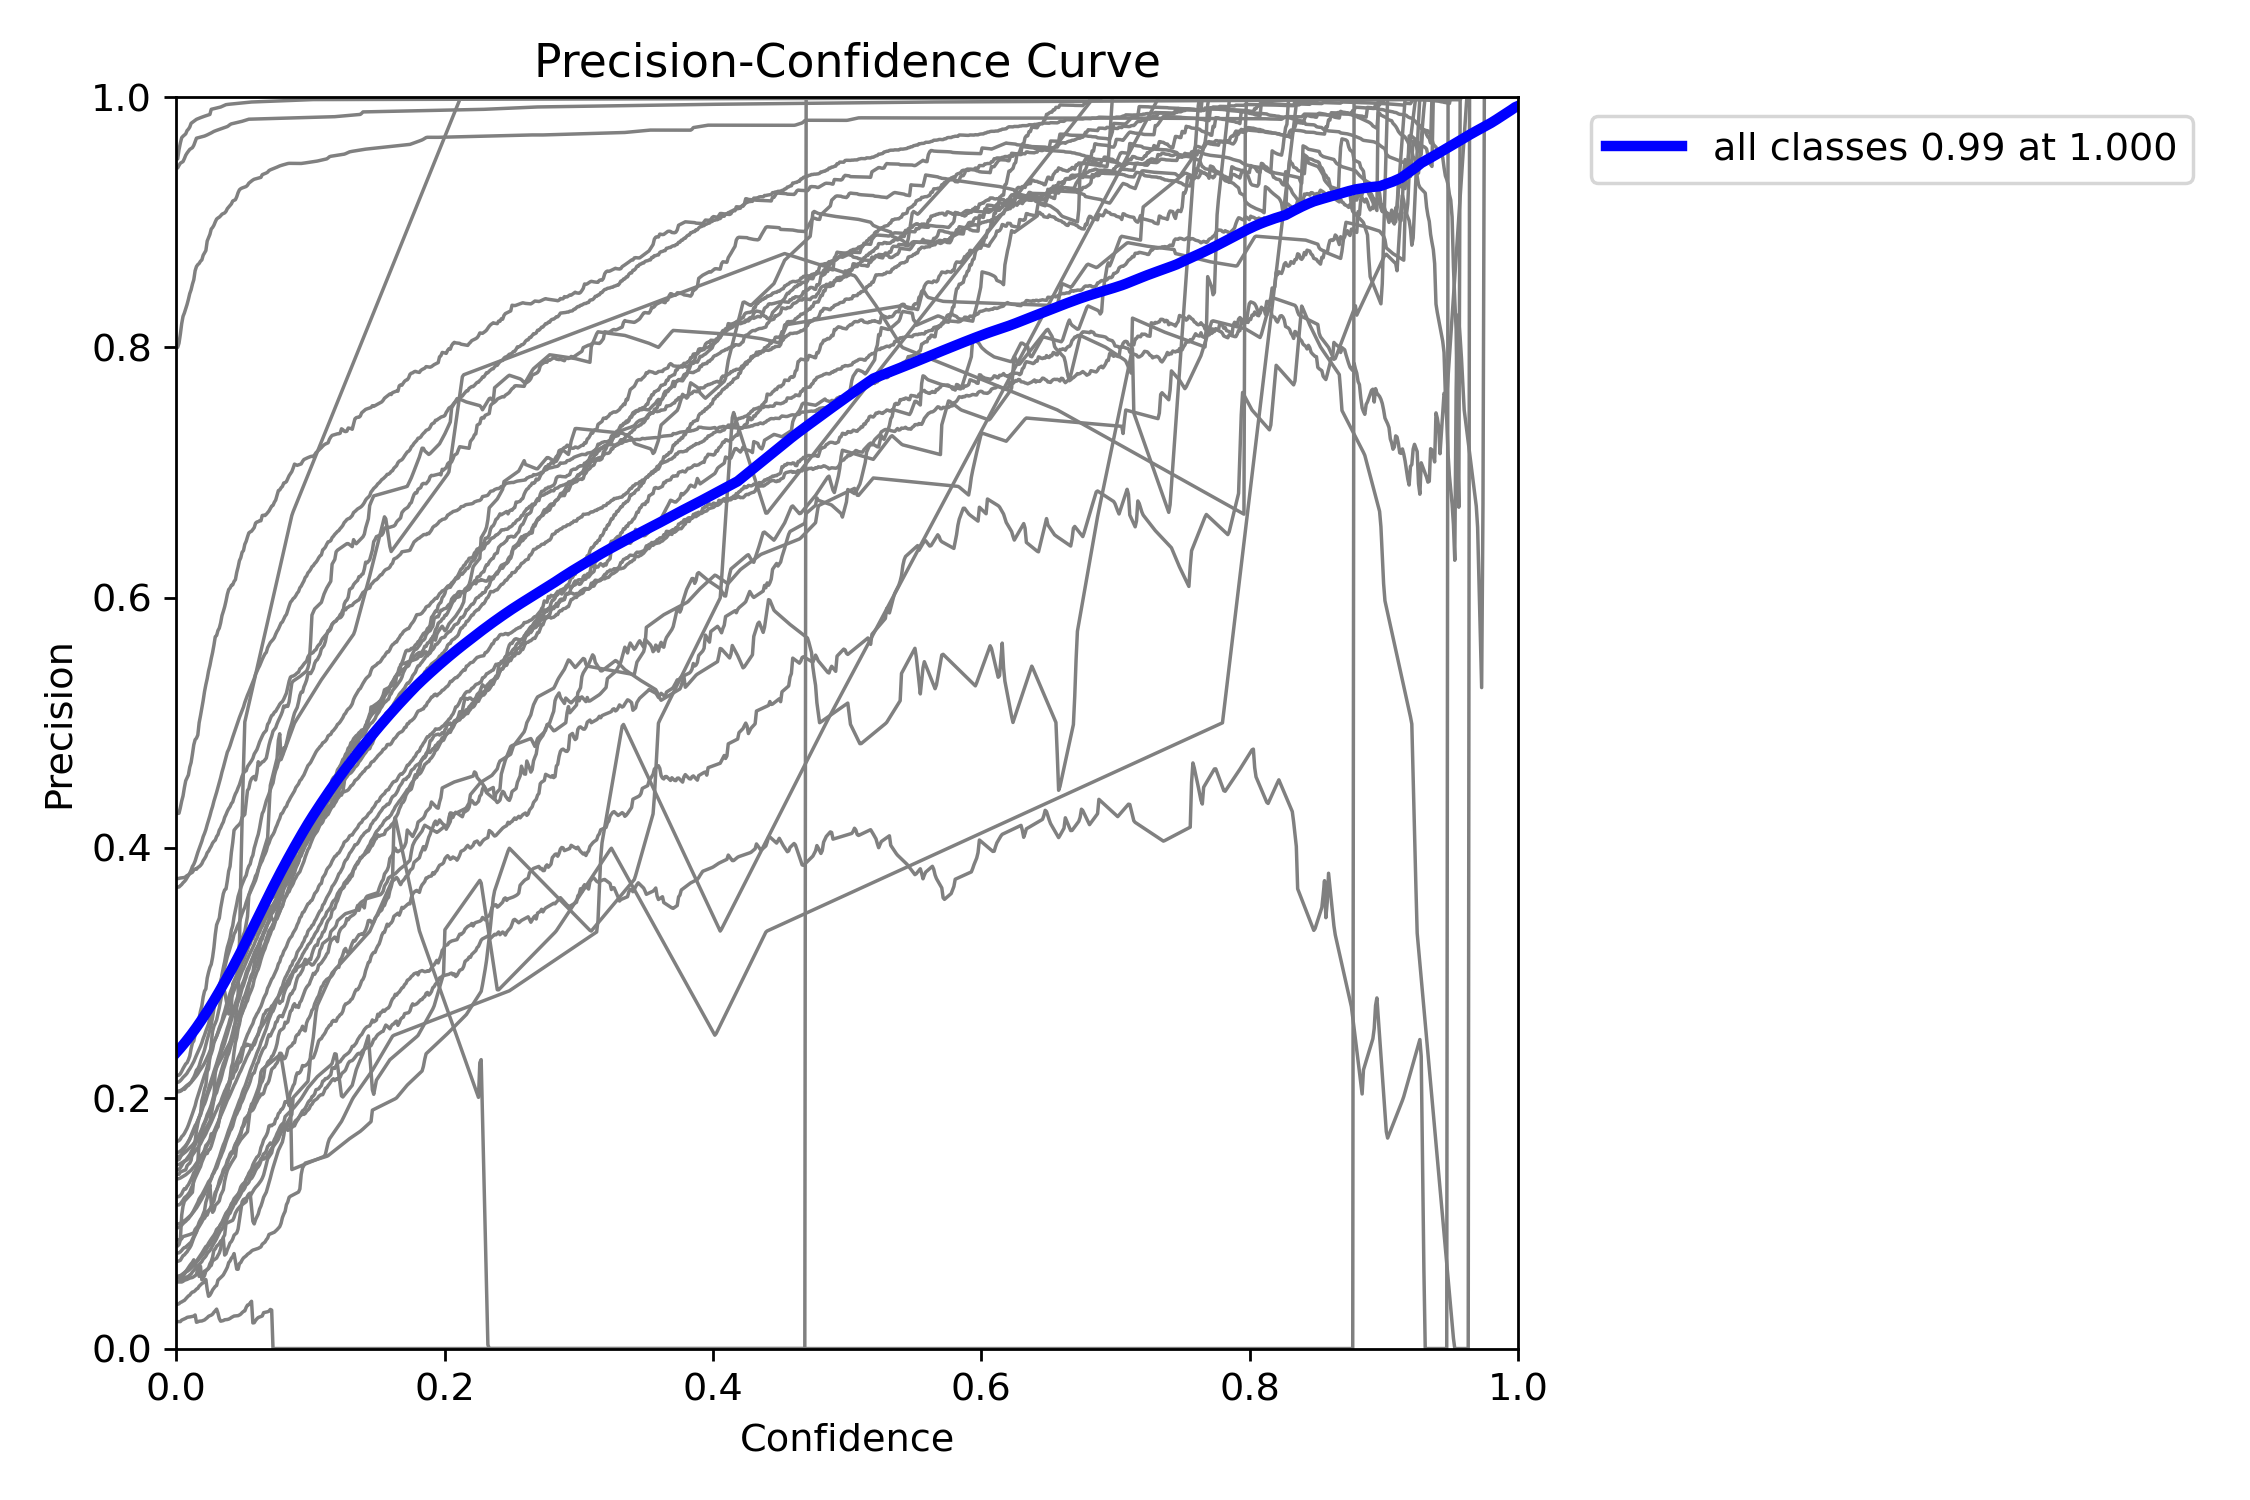 Precision-Confidence Curve
all classes 0.99 at 1.000
Precision
1.0
0.8
0.6
0.4
0.2
0.0
0.0 0.2 0.4 0.6 0.8 1.0
Confidence